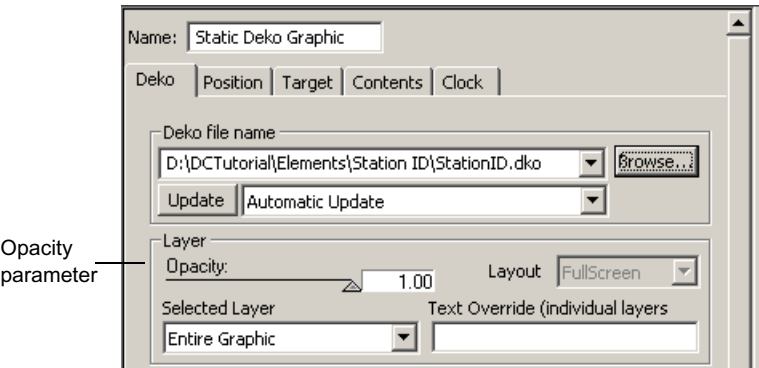 Name: Static Deko Graphic
Deko Position Target Contents Clock
Deko file name
D:\DCTutorial\Elements\Station ID\StationID.dko Browse...
Update Automatic Update
Layer
Opacity: 1.00 Layout FullScreen
Opacity
parameter
Selected Layer Text Override (individual layers
Entire Graphic